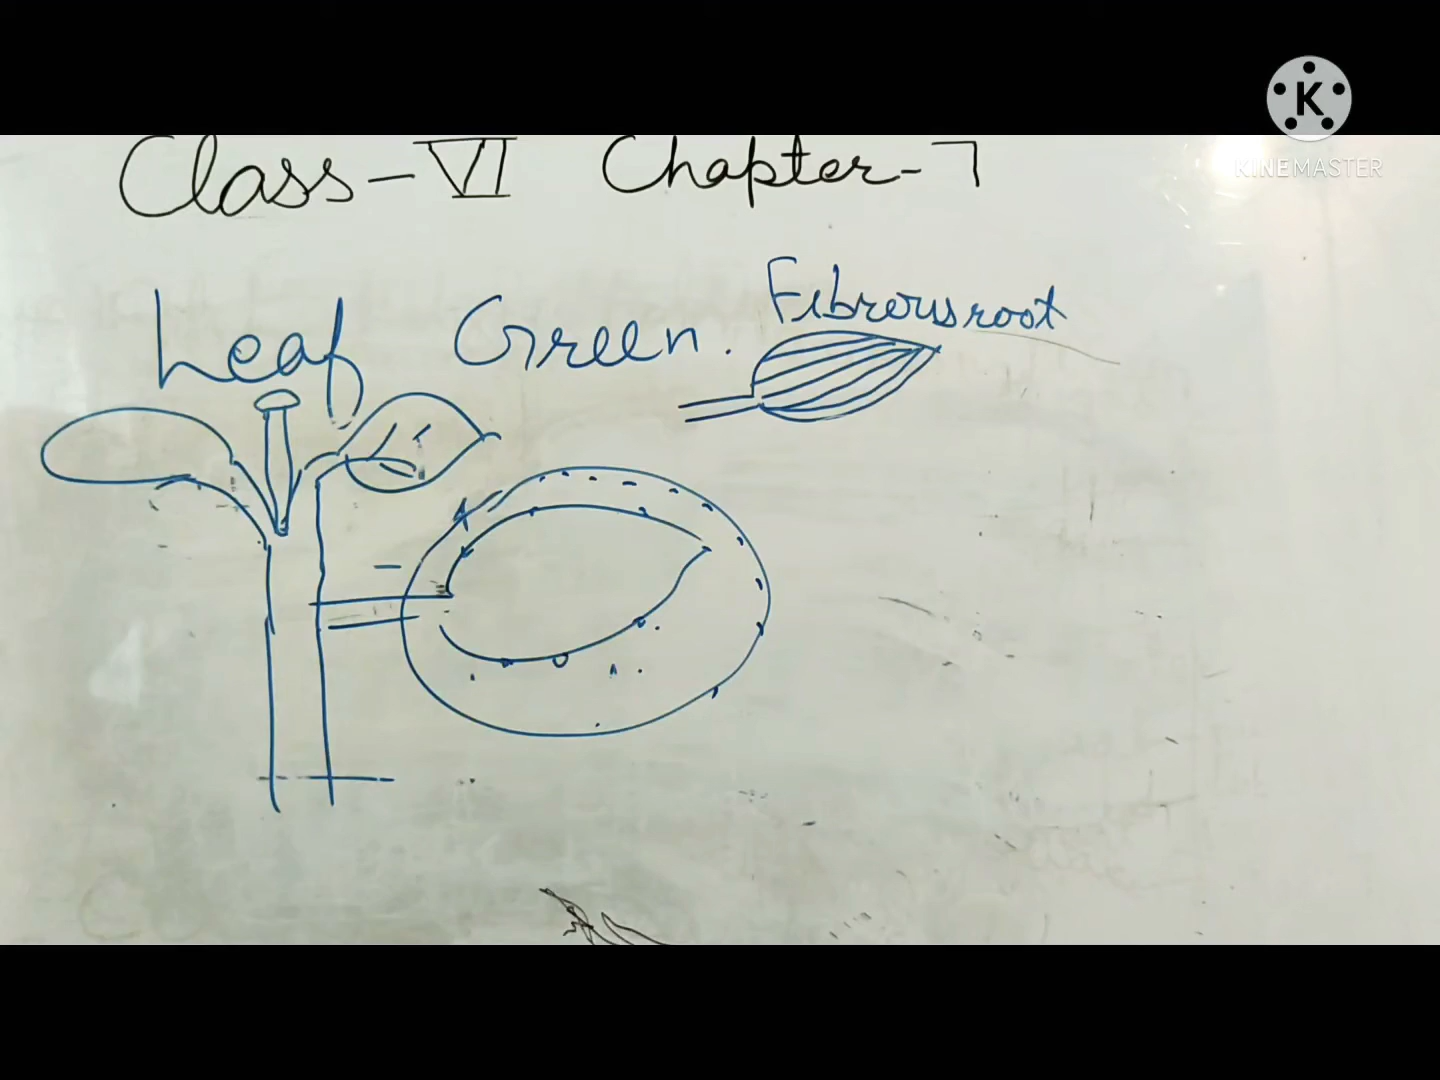 Class-VI Chapter-7
Fibrous root
Leaf Green.
K
KINEMASTER